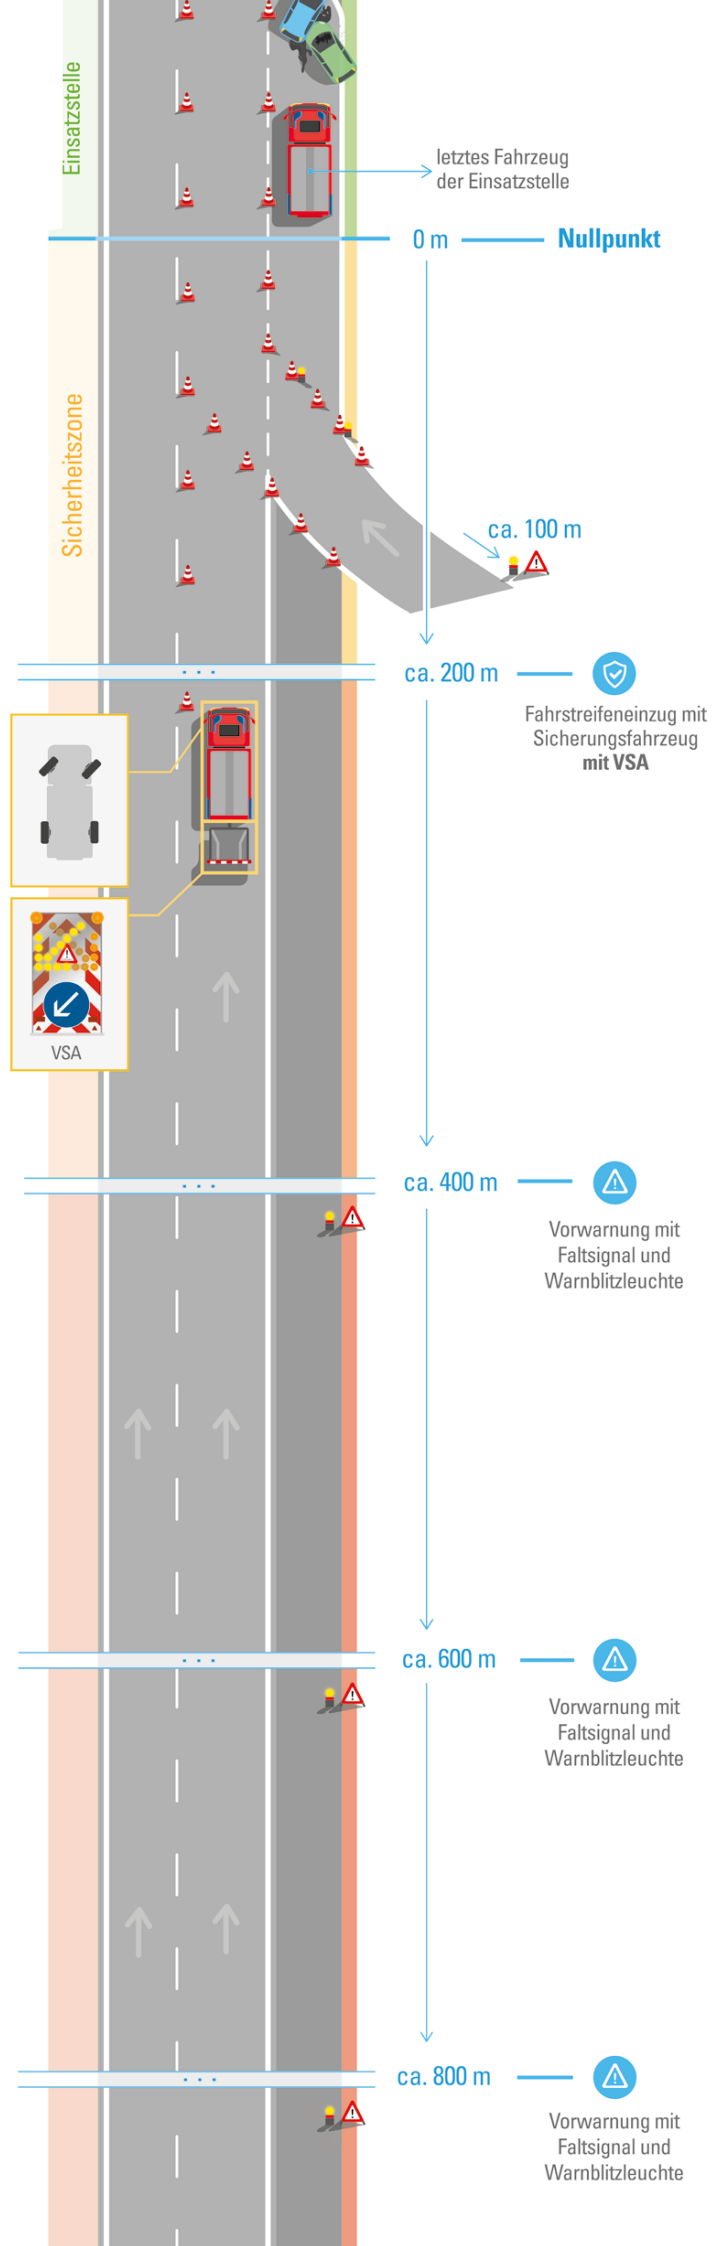 Einsatzstelle
letztes Fahrzeug
der Einsatzstelle
0 m
Nullpunkt
Sicherheitszone
ca. 100 m
ca. 200 m
Fahrstreifeneinzug mit
Sicherungsfahrzeug
mit VSA
VSA
ca. 400 m
Vorwarnung mit
Faltsignal und
Warnblitzleuchte
ca. 600 m
Vorwarnung mit
Faltsignal und
Warnblitzleuchte
ca. 800 m
Vorwarnung mit
Faltsignal und
Warnblitzleuchte